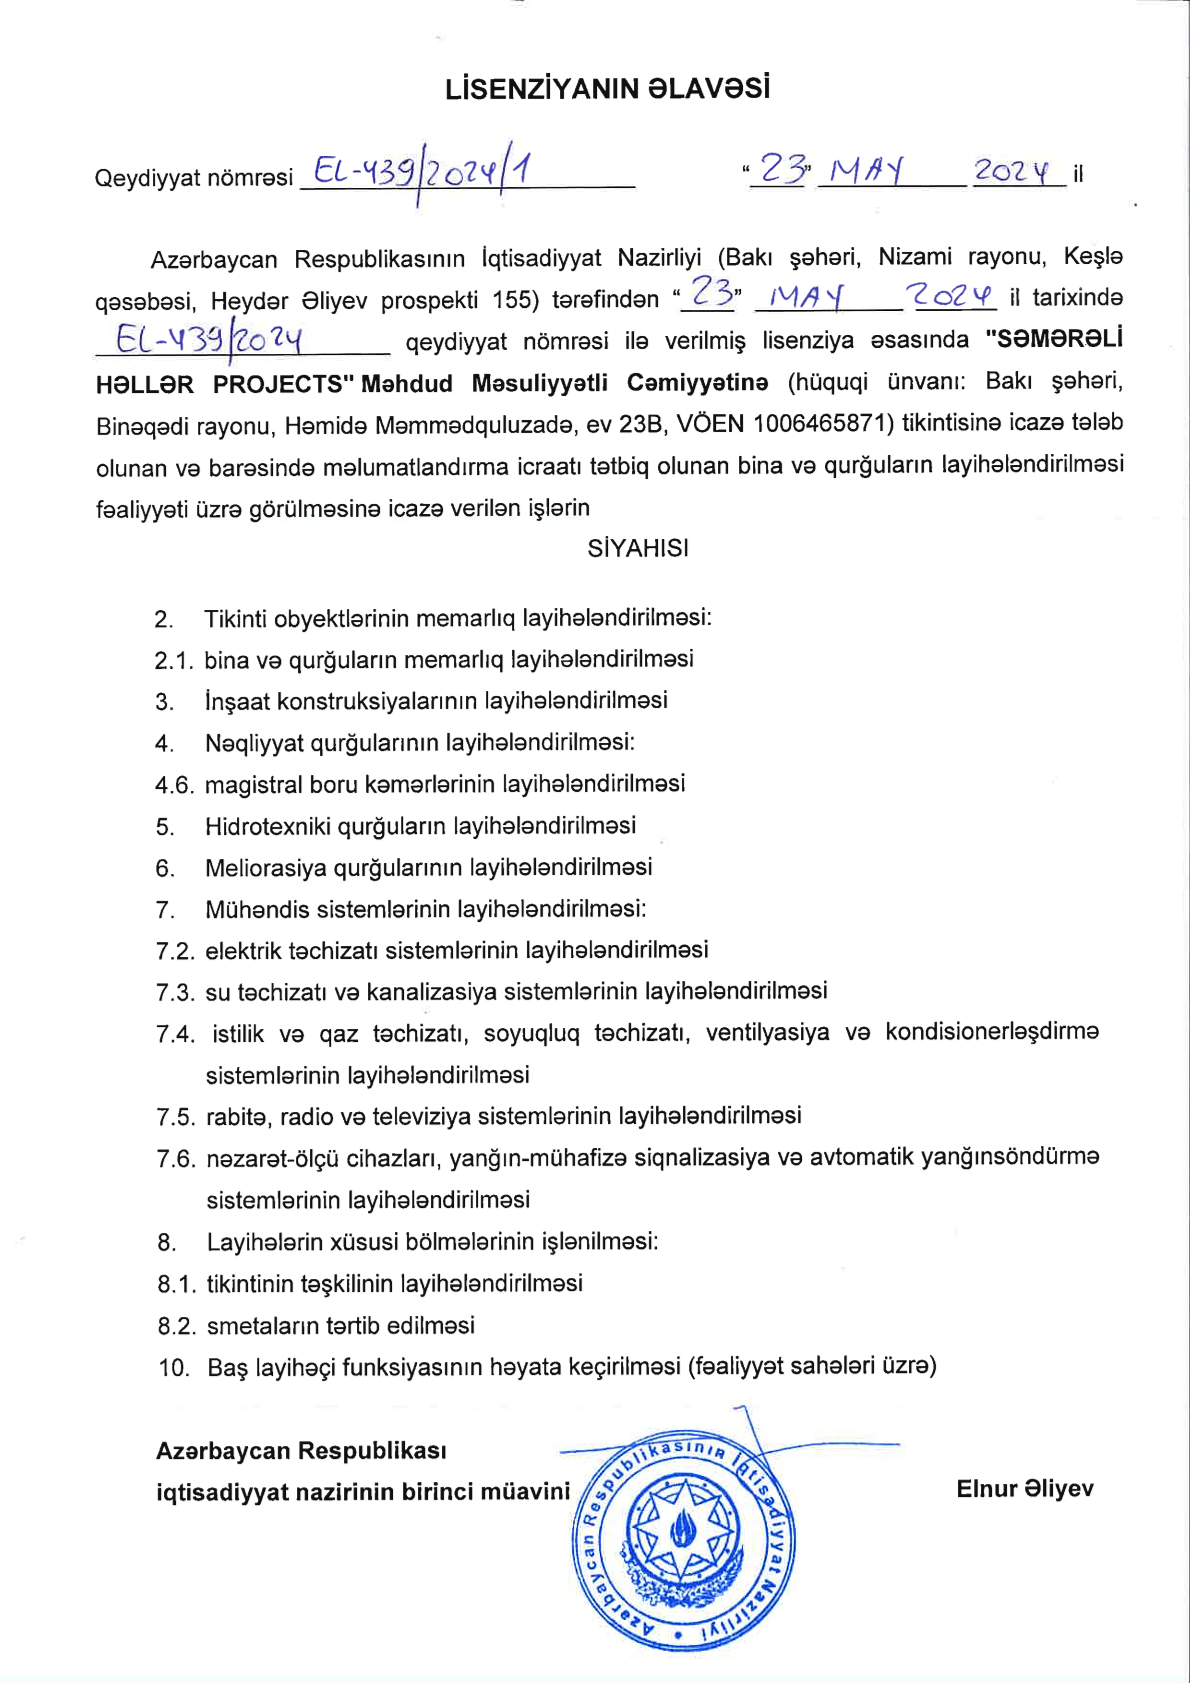 LİSENZİYANIN ƏLAVƏSİ
Qeydiyyat nömrəsi EL-439/2024/1 “23” MAY 2024 il
Azərbaycan Respublikasının İqtisadiyyat Nazirliyi (Bakı şəhəri, Nizami rayonu, Keşlə
qəsəbəsi, Heydər Əliyev prospekti 155) tərəfindən “23” MAY 2024 il tarixində
EL-439/2024 qeydiyyat nömrəsi ilə verilmiş lisenziya əsasında "SƏMƏRƏLİ
HƏLLƏR PROJECTS" Məhdud Məsuliyyətli Cəmiyyətinə (hüquqi ünvanı: Bakı şəhəri,
Binəqədi rayonu, Həmidə Məmmədquluzadə, ev 23B, VÖEN 1006465871) tikintisinə icazə tələb
olunan və barəsində məlumatlandırma icraatı tətbiq olunan bina və qurğuların layihələndirilməsi
fəaliyyəti üzrə görülməsinə icazə verilən işlərin
SİYAHISI
2. Tikinti obyektlərinin memarlıq layihələndirilməsi:
2.1. bina və qurğuların memarlıq layihələndirilməsi
3. İnşaat konstruksiyalarının layihələndirilməsi
4. Nəqliyyat qurğularının layihələndirilməsi:
4.6. magistral boru kəmərlərinin layihələndirilməsi
5. Hidrotexniki qurğuların layihələndirilməsi
6. Meliorasiya qurğularının layihələndirilməsi
7. Mühəndis sistemlərinin layihələndirilməsi:
7.2. elektrik təchizatı sistemlərinin layihələndirilməsi
7.3. su təchizatı və kanalizasiya sistemlərinin layihələndirilməsi
7.4. istilik və qaz təchizatı, soyuqluq təchizatı, ventilyasiya və kondisionerləşdirmə
sistemlərinin layihələndirilməsi
7.5. rabitə, radio və televiziya sistemlərinin layihələndirilməsi
7.6. nəzarət-ölçü cihazları, yanğın-mühafizə siqnalizasiya və avtomatik yanğınsöndürmə
sistemlərinin layihələndirilməsi
8. Layihələrin xüsusi bölmələrinin işlənilməsi:
8.1. tikintinin təşkilinin layihələndirilməsi
8.2. smetaların tərtib edilməsi
10. Baş layihəçi funksiyasının həyata keçirilməsi (fəaliyyət sahələri üzrə)
Azərbaycan Respublikası
iqtisadiyyat nazirinin birinci müavini
Elnur Əliyev
Azərbaycan Respublikasının İqtisadiyyat Nazirliyi